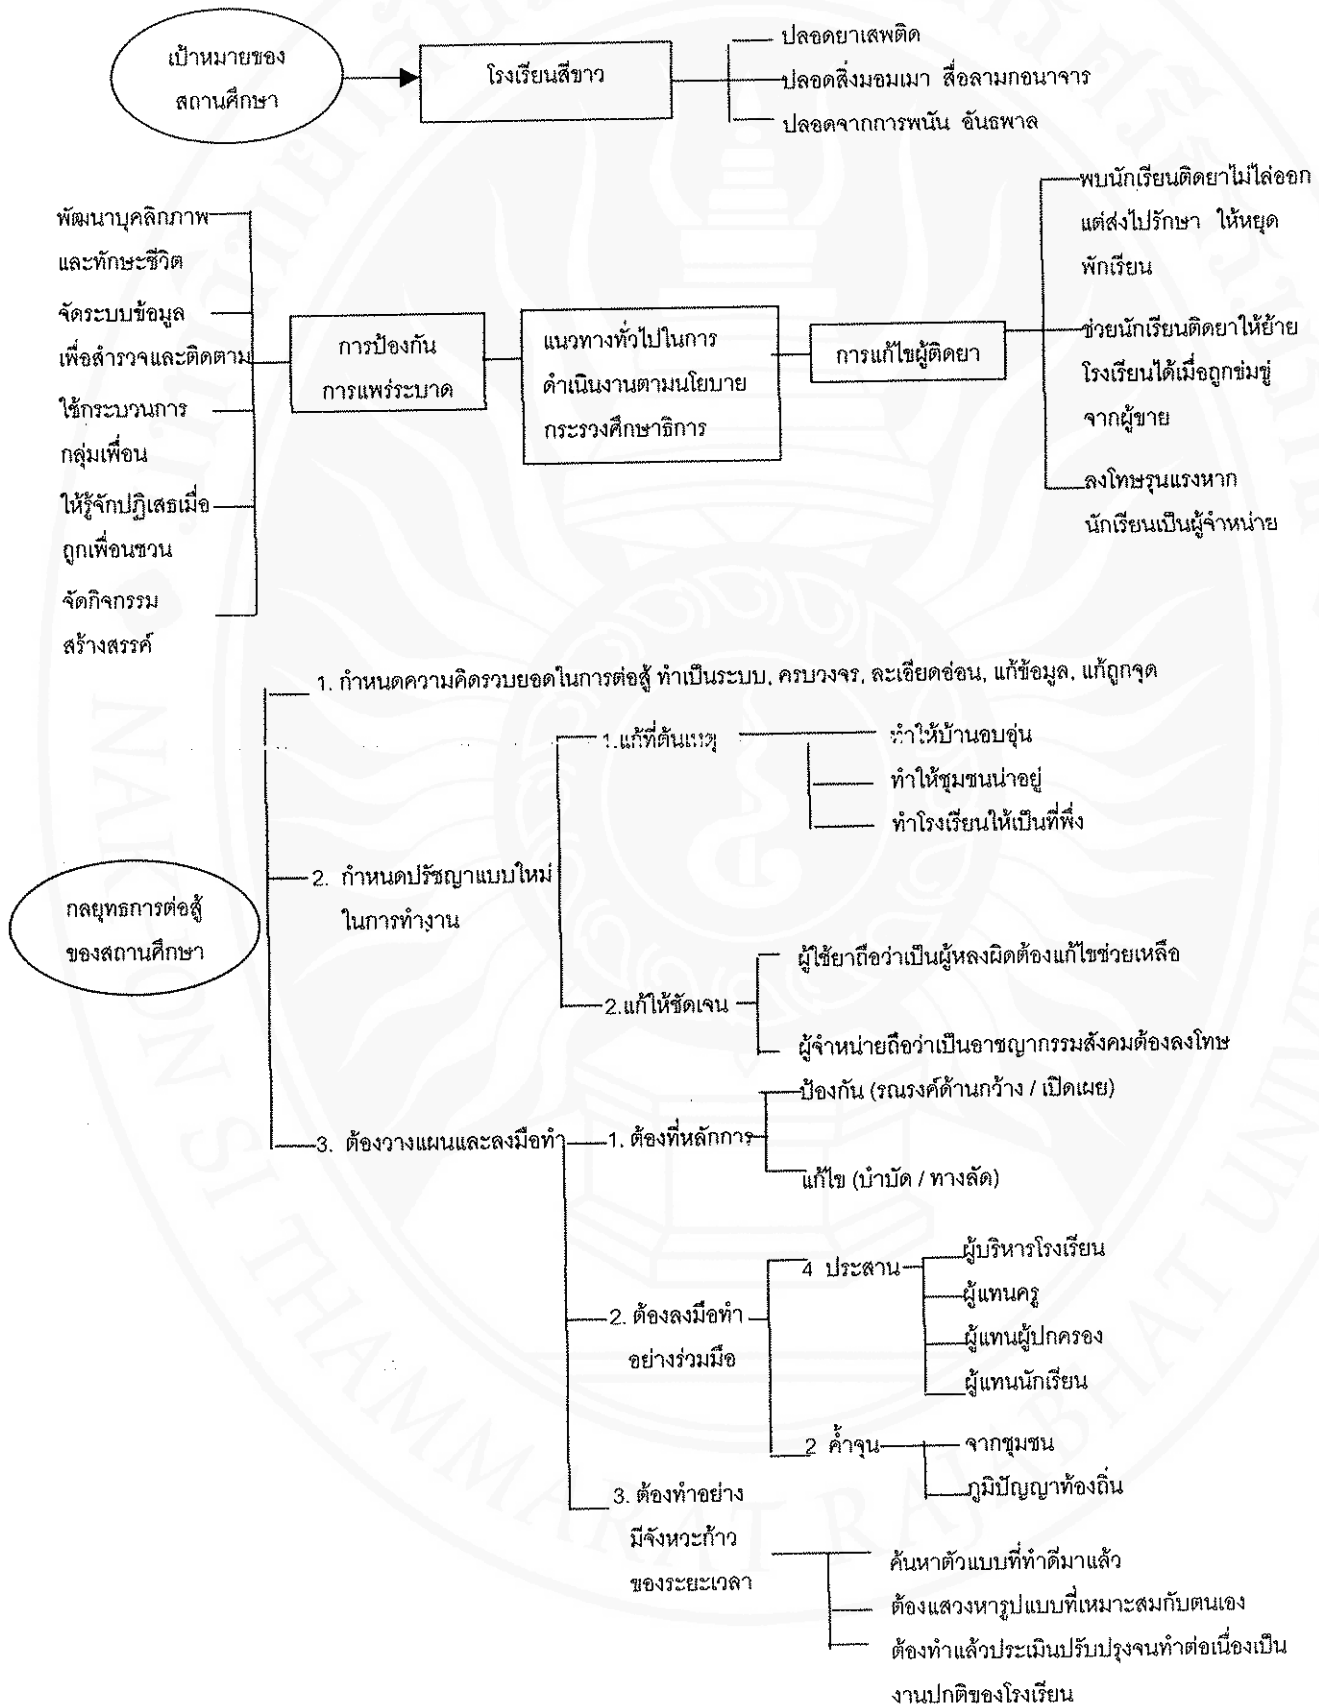 เป้าหมายของ
สถานศึกษา
โรงเรียนสีขาว
ปลอดยาเสพติด
ปลอดสิ่งมอมเมา สื่อลามกอนาจาร
ปลอดจากการพนัน อันธพาล
พัฒนาบุคลิกภาพ
และทักษะชีวิต
จัดระบบข้อมูล
เพื่อสำรวจและติดตาม
ใช้กระบวนการ
กลุ่มเพื่อน
ให้รู้จักปฏิเสธเมื่อ
ถูกเพื่อนชวน
จัดกิจกรรม
สร้างสรรค์
การป้องกัน
การแพร่ระบาด
แนวทางทั่วไปในการ
ดำเนินงานตามนโยบาย
กระรวงศึกษาธิการ
การแก้ไขผู้ติดยา
พบนักเรียนติดยาไม่ไล่ออก
แต่ส่งไปรักษา ให้หยุด
พักเรียน
ช่วยนักเรียนติดยาให้ย้าย
โรงเรียนได้เมื่อถูกข่มขู่
จากผู้ขาย
ลงโทษรุนแรงหาก
นักเรียนเป็นผู้จำหน่าย
กลยุทธการต่อสู้
ของสถานศึกษา
1. กำหนดความคิดรวบยอดในการต่อสู้ ทำเป็นระบบ, ครบวงจร, ละเอียดอ่อน, แก้ข้อมูล, แก้ถูกจุด
2. กำหนดปรัชญาแบบใหม่
ในการทำงาน
1.แก้ที่ต้นเหตุ
ทำให้บ้านอบอุ่น
ทำให้ชุมชนน่าอยู่
ทำโรงเรียนให้เป็นที่พึ่ง
2.แก้ให้ชัดเจน
ผู้ใช้ยาถือว่าเป็นผู้หลงผิดต้องแก้ไขช่วยเหลือ
ผู้จำหน่ายถือว่าเป็นอาชญากรรมสังคมต้องลงโทษ
3. ต้องวางแผนและลงมือทำ
1. ต้องที่หลักการ
ป้องกัน (รณรงค์ด้านกว้าง / เปิดเผย)
แก้ไข (บำบัด / ทางลัด)
2. ต้องลงมือทำ
อย่างร่วมมือ
4 ประสาน
ผู้บริหารโรงเรียน
ผู้แทนครู
ผู้แทนผู้ปกครอง
ผู้แทนนักเรียน
2 ค้ำจุน
จากชุมชน
ภูมิปัญญาท้องถิ่น
3. ต้องทำอย่าง
มีจังหวะก้าว
ของระยะเวลา
ค้นหาตัวแบบที่ทำดีมาแล้ว
ต้องแสวงหารูปแบบที่เหมาะสมกับตนเอง
ต้องทำแล้วประเมินปรับปรุงจนทำต่อเนื่องเป็น
งานปกติของโรงเรียน
NAKHON SI THAMMARAT RAJABHAT UNIVERSITY